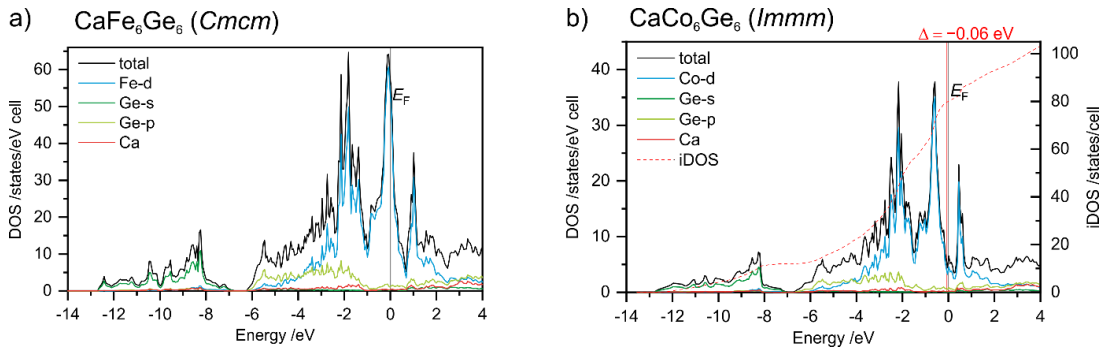 a) CaFe6Ge6 (Cmcm)
DOS /states/eV cell
60
50
40
30
20
10
0
total
Fe-d
Ge-s
Ge-p
Ca
EF
-14 -12 -10 -8 -6 -4 -2 0 2 4
Energy /eV
b) CaCo6Ge6 (Immm)
Δ = −0.06 eV
DOS /states/eV cell
40
30
20
10
0
total
Co-d
Ge-s
Ge-p
Ca
iDOS
EF
100
80
60
40
20
0
iDOS /states/cell
-14 -12 -10 -8 -6 -4 -2 0 2 4
Energy /eV